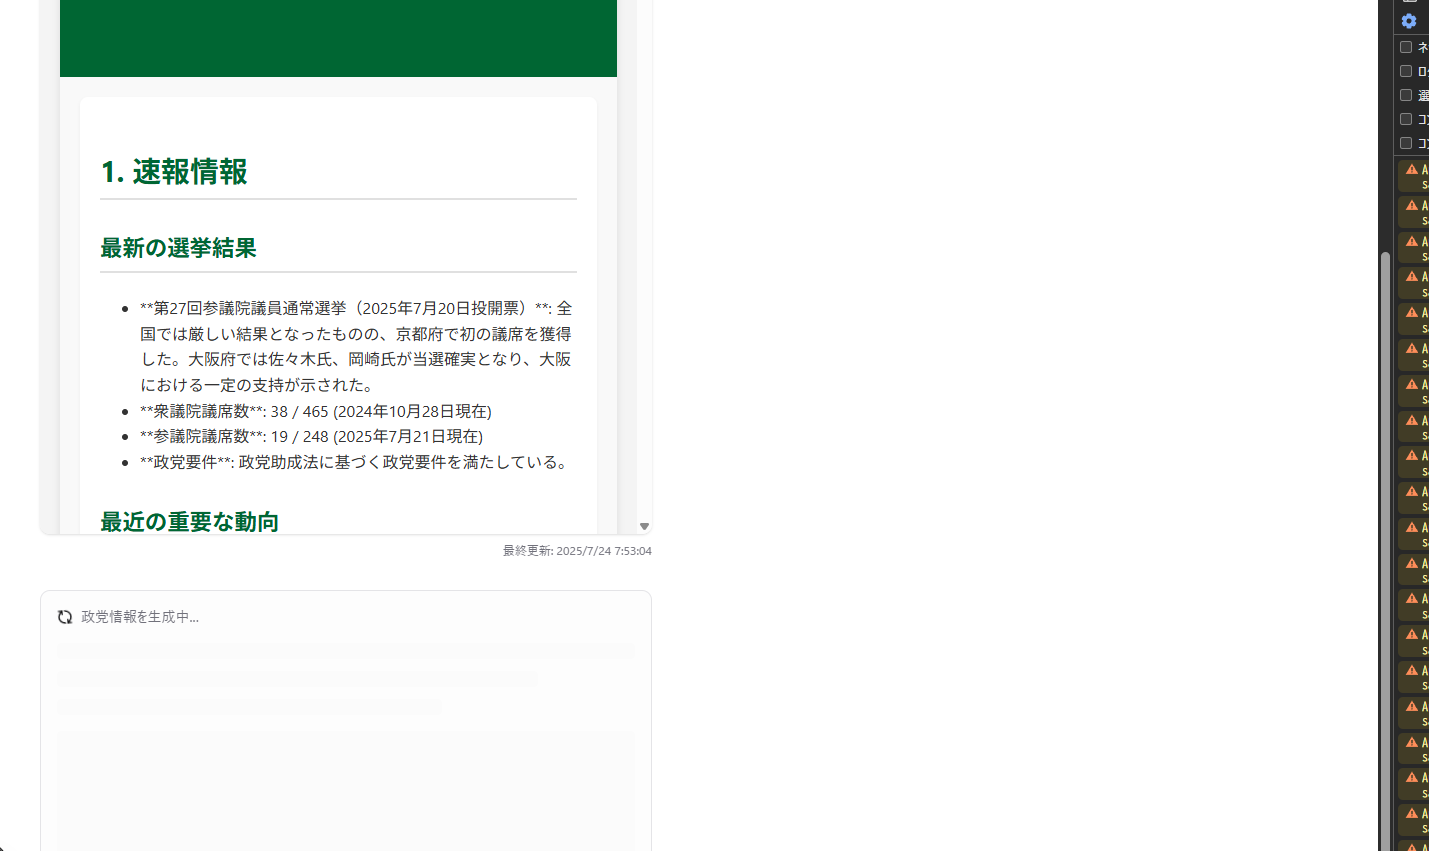 1. 速報情報
最新の選挙結果
**第27回参議院議員通常選挙（2025年7月20日投開票）**: 全
国では厳しい結果となったものの、京都府で初の議席を獲得
した。大阪府では佐々木氏、岡崎氏が当選確実となり、大阪
における一定の支持が示された。
**衆議院議席数**: 38 / 465 (2024年10月28日現在)
**参議院議席数**: 19 / 248 (2025年7月21日現在)
**政党要件**: 政党助成法に基づく政党要件を満たしている。
最近の重要な動向
最終更新: 2025/7/24 7:53:04
政党情報を生成中...